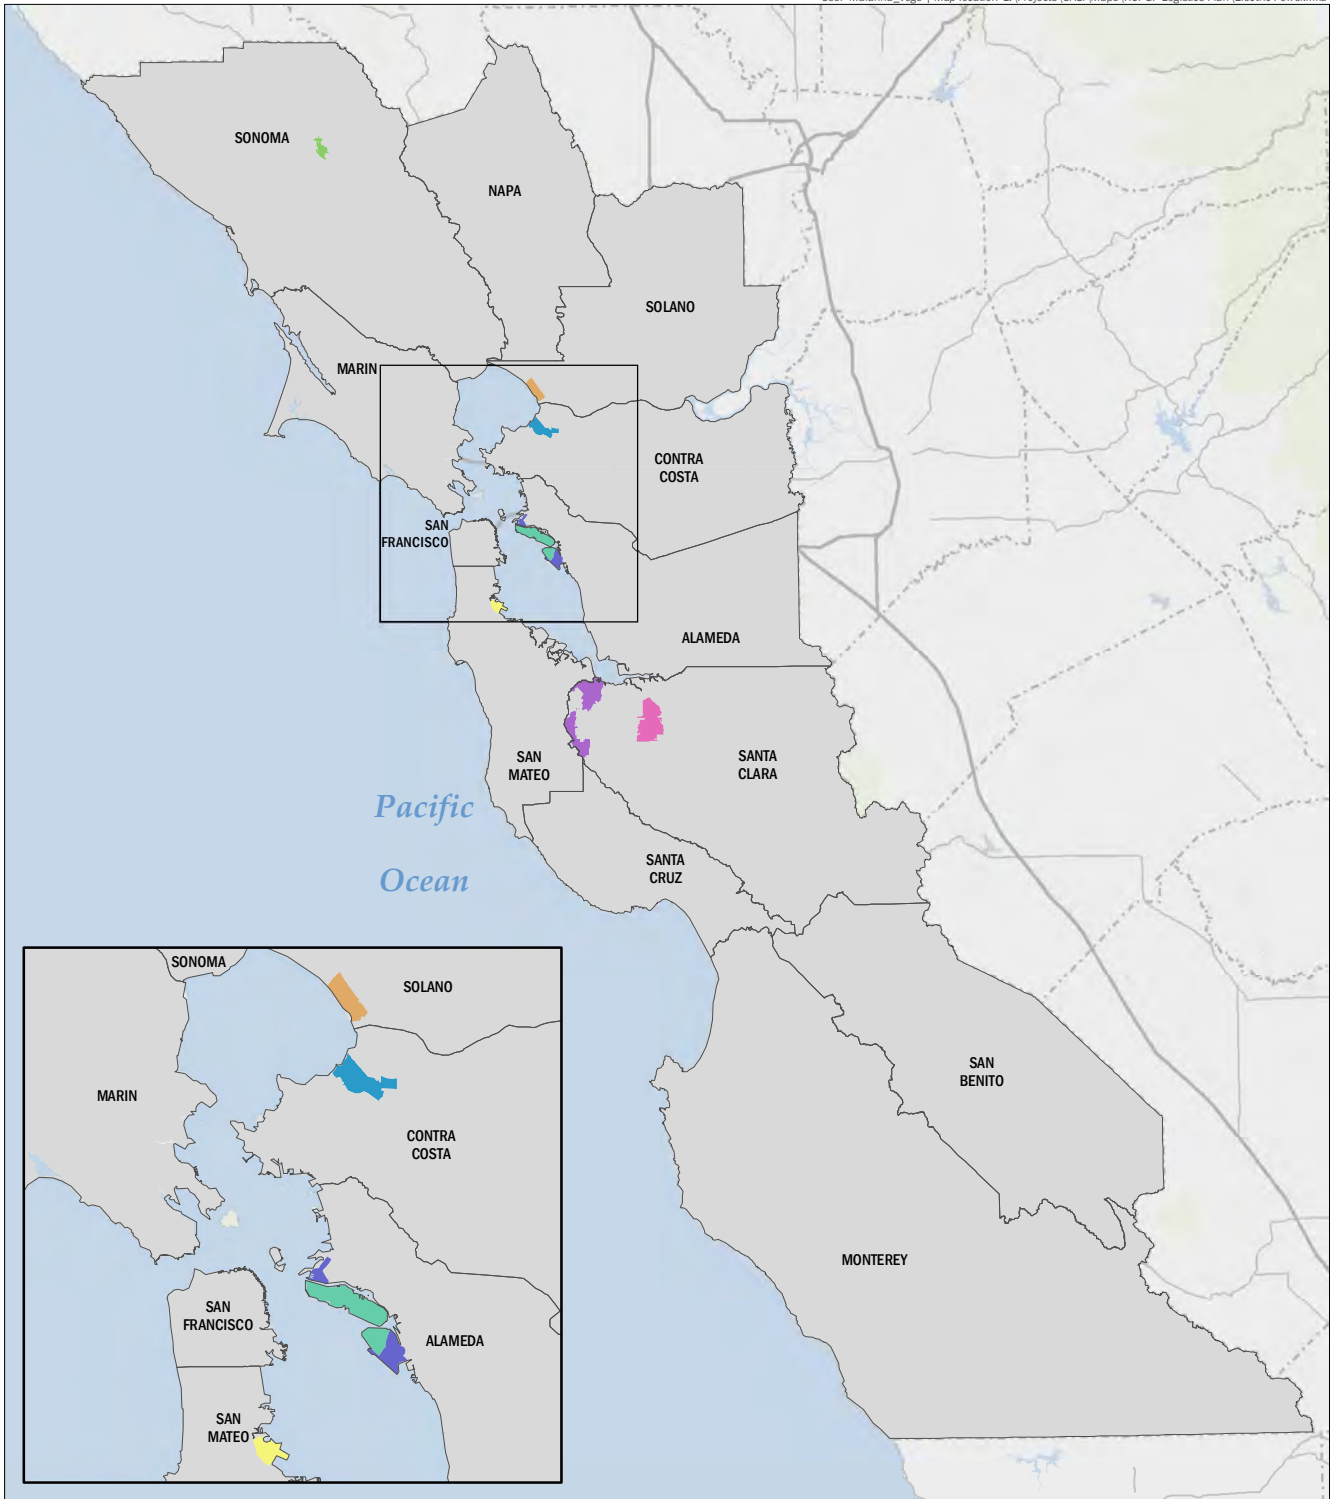 SONOMA
NAPA
SOLANO
MARIN
CONTRA
COSTA
SAN
FRANCISCO
ALAMEDA
SAN
MATEO
SANTA
CLARA
Pacific
Ocean
SANTA
CRUZ
SAN
BENITO
MONTEREY
SONOMA
SOLANO
MARIN
CONTRA
COSTA
SAN
FRANCISCO
ALAMEDA
SAN
MATEO